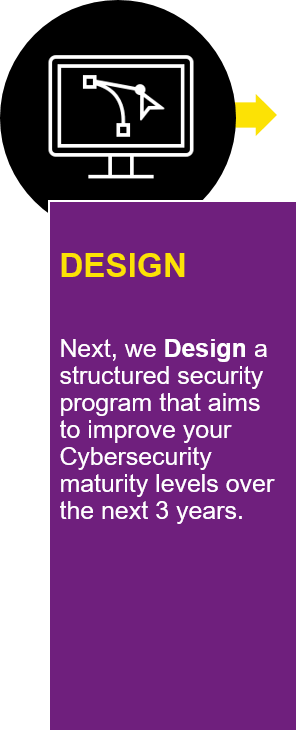 DESIGN
Next, we Design a
structured security
program that aims
to improve your
Cybersecurity
maturity levels over
the next 3 years.